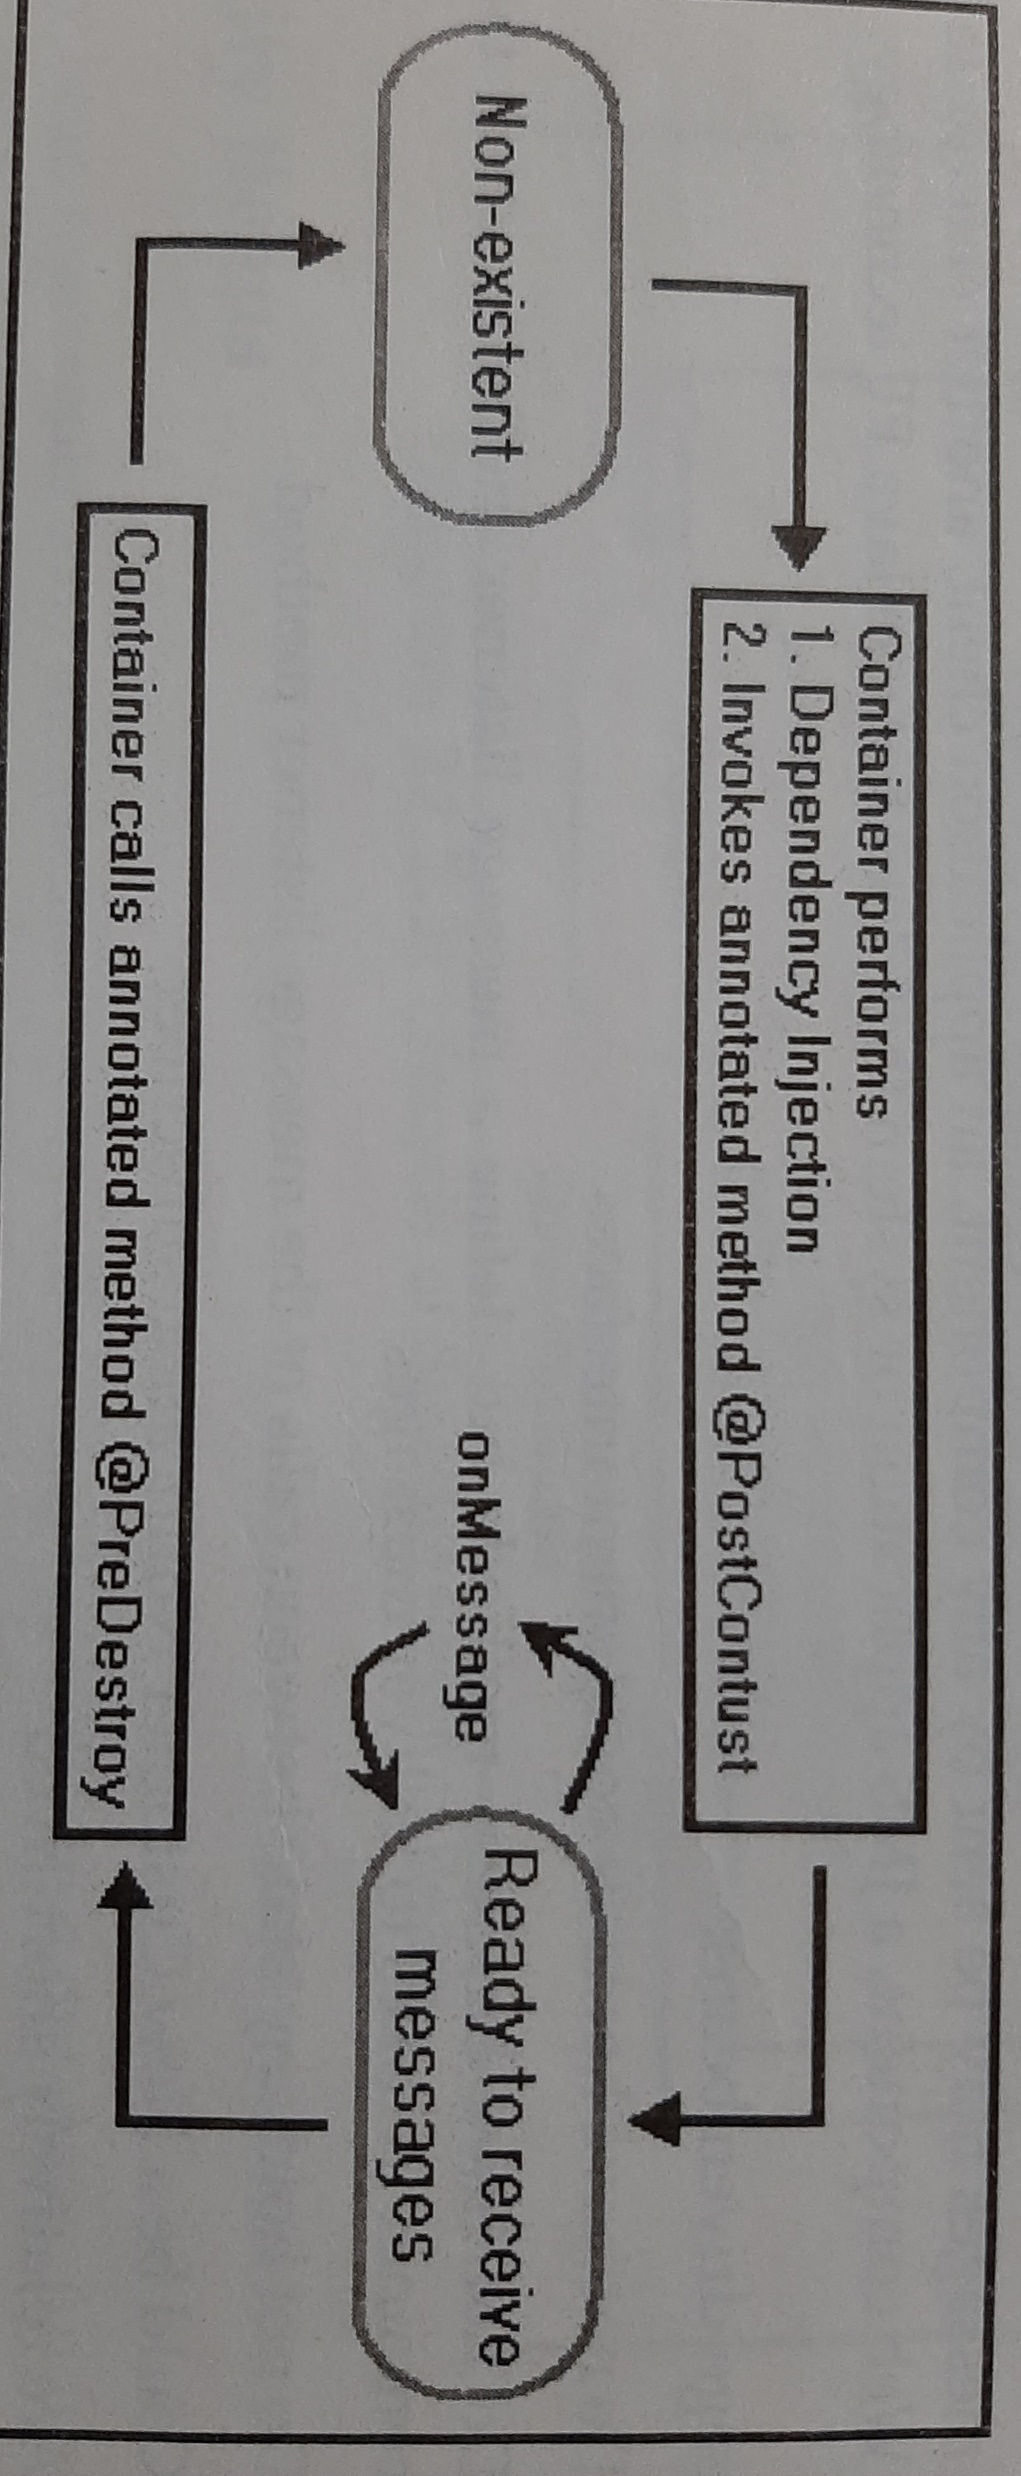 Container performs
1. Dependency Injection
2. Invokes annotated method @PostContust
Non-existent
onMessage
Ready to receive
messages
Container calls annotated method @PreDestroy